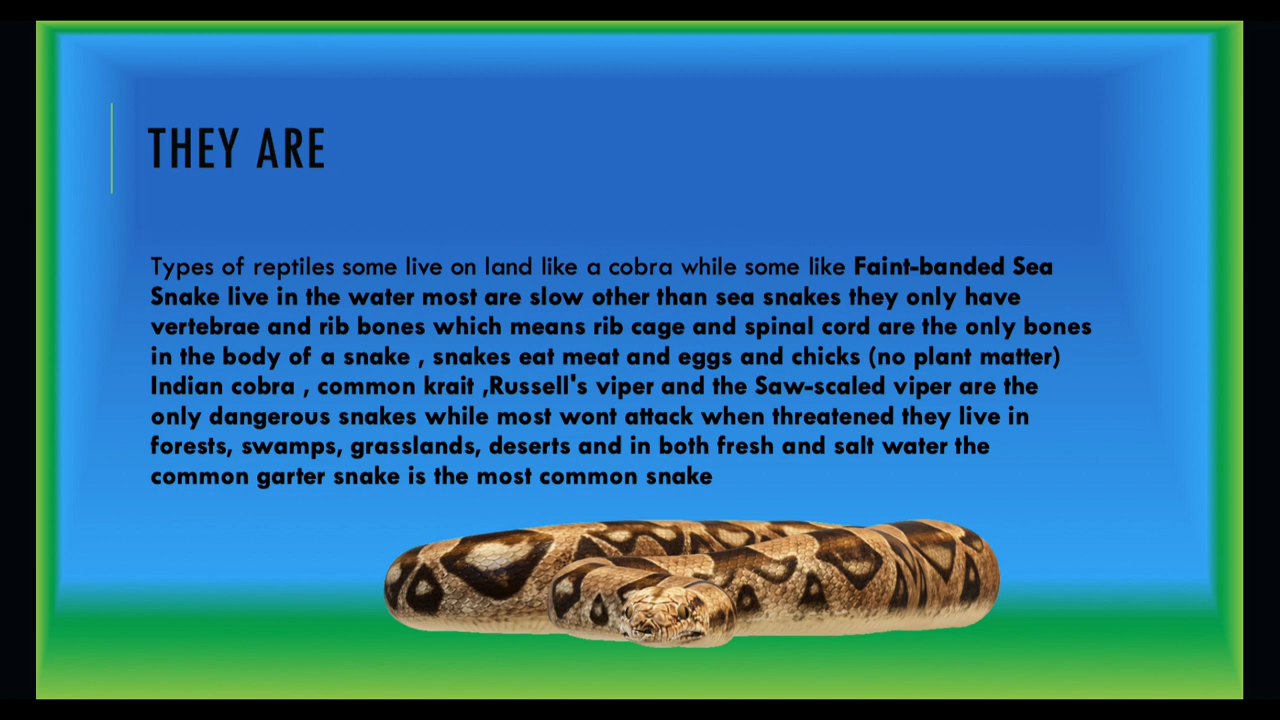 THEY ARE
Types of reptiles some live on land like a cobra while some like Faint-banded Sea
Snake live in the water most are slow other than sea snakes they only have
vertebrae and rib bones which means rib cage and spinal cord are the only bones
in the body of a snake , snakes eat meat and eggs and chicks (no plant matter)
Indian cobra , common krait ,Russell's viper and the Saw-scaled viper are the
only dangerous snakes while most wont attack when threatened they live in
forests, swamps, grasslands, deserts and in both fresh and salt water the
common garter snake is the most common snake